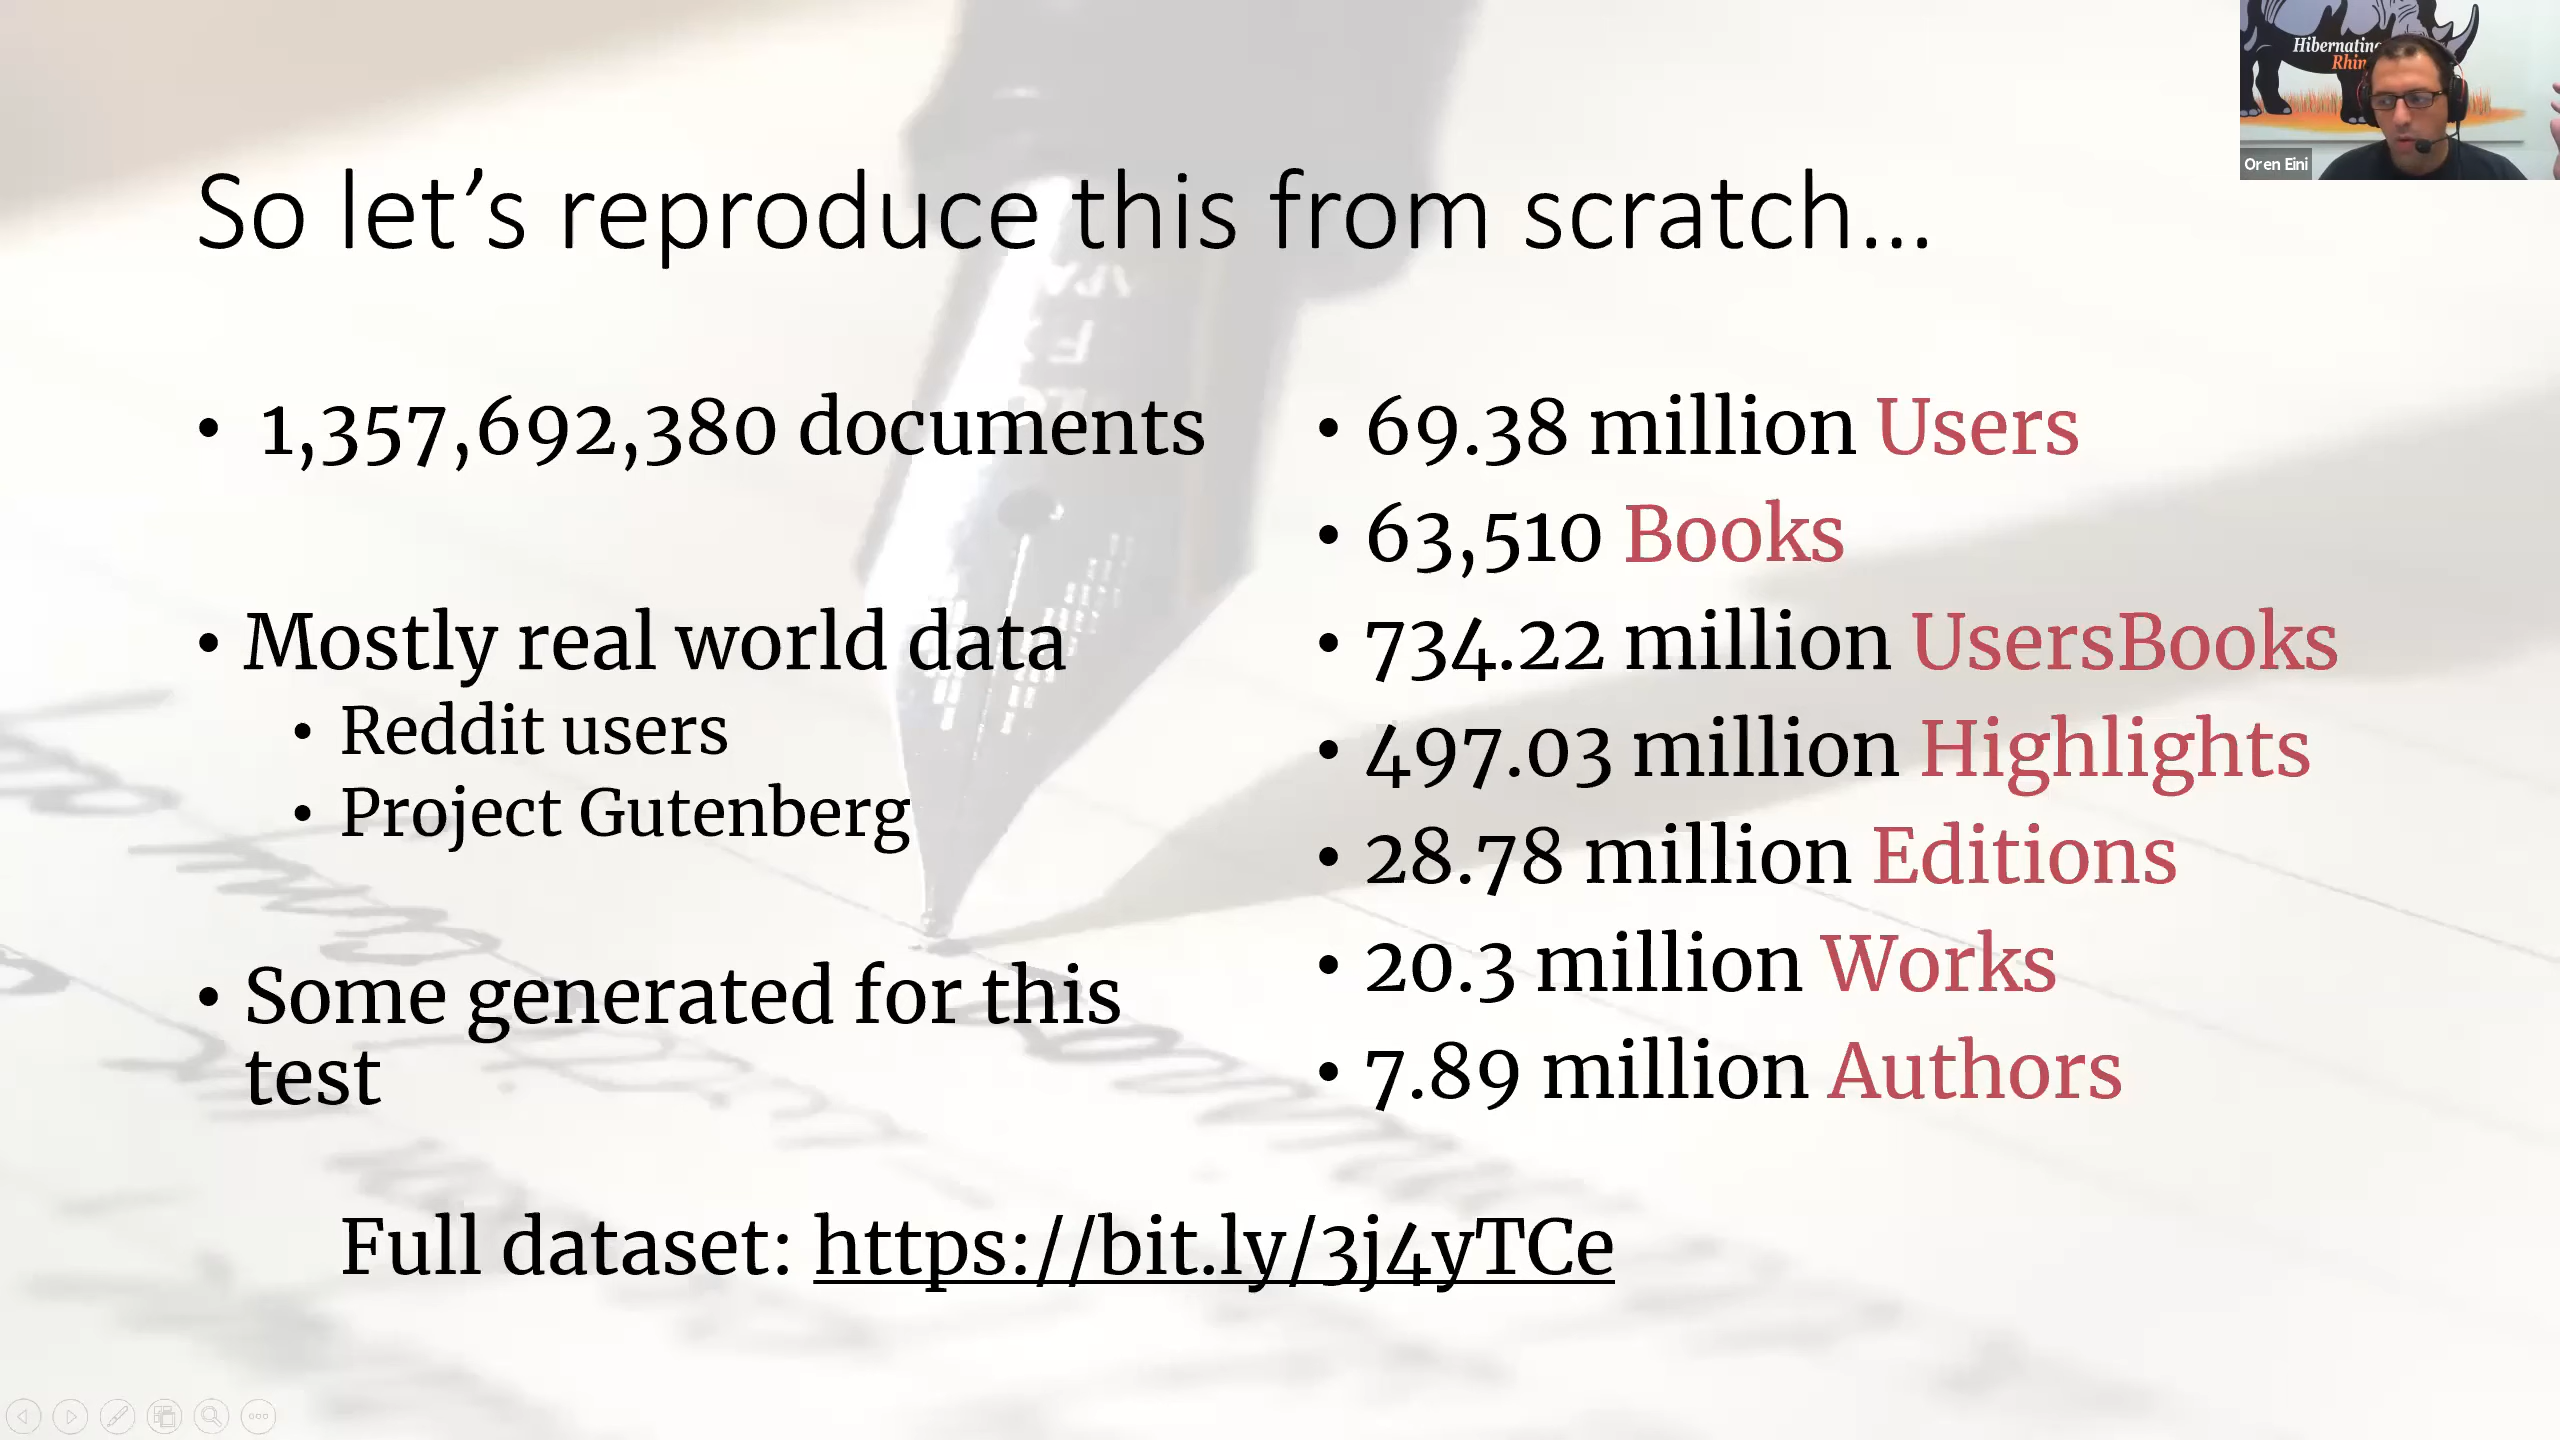 So let’s reproduce this from scratch…
• 1,357,692,380 documents
• Mostly real world data
• Reddit users
• Project Gutenberg
• Some generated for this
test
• 69.38 million Users
• 63,510 Books
• 734.22 million UsersBooks
• 497.03 million Highlights
• 28.78 million Editions
• 20.3 million Works
• 7.89 million Authors
Full dataset: https://bit.ly/3j4yTCe
Oren Eini